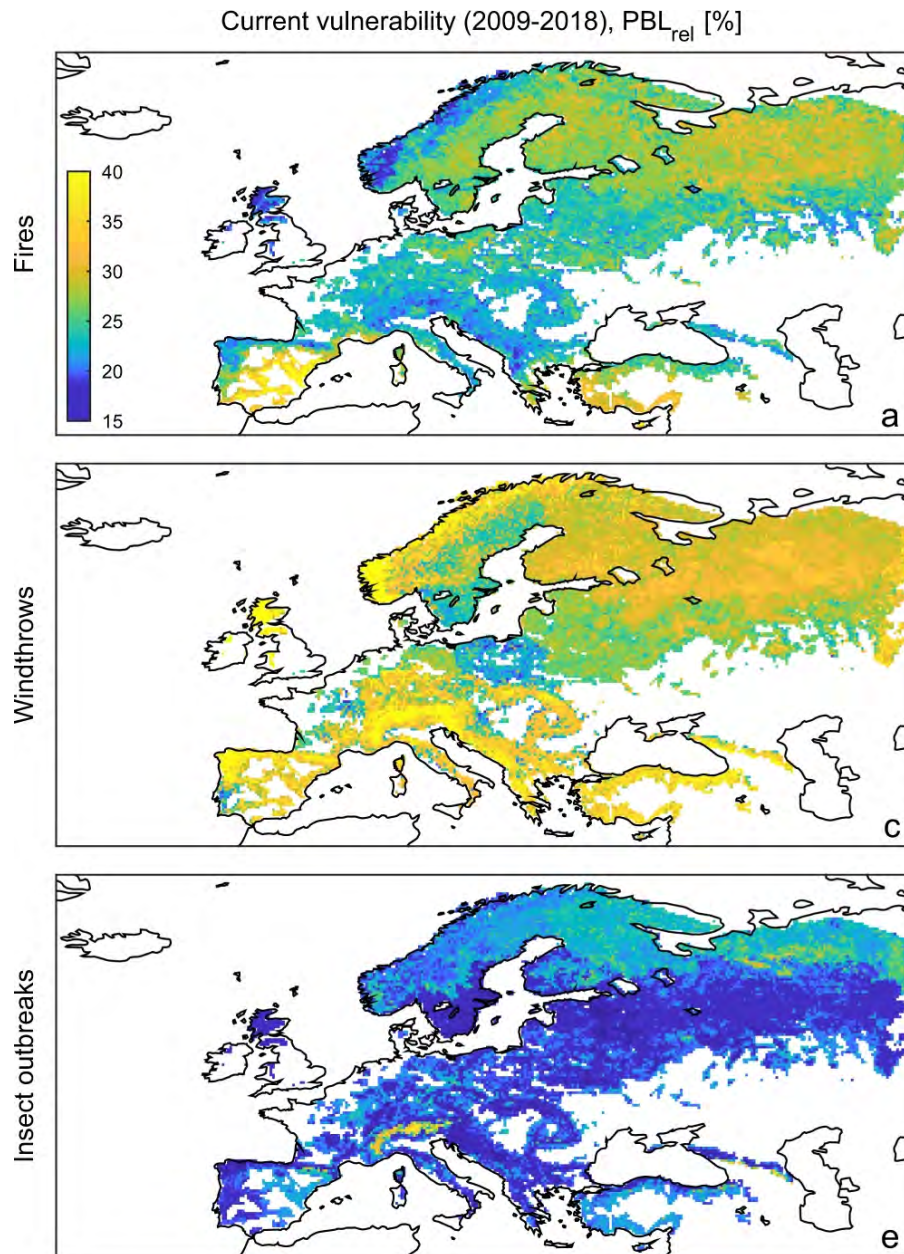 Current vulnerability (2009-2018), PBLrel [%]
Fires
40
35
30
25
20
15
a
Windthrows
c
Insect outbreaks
e